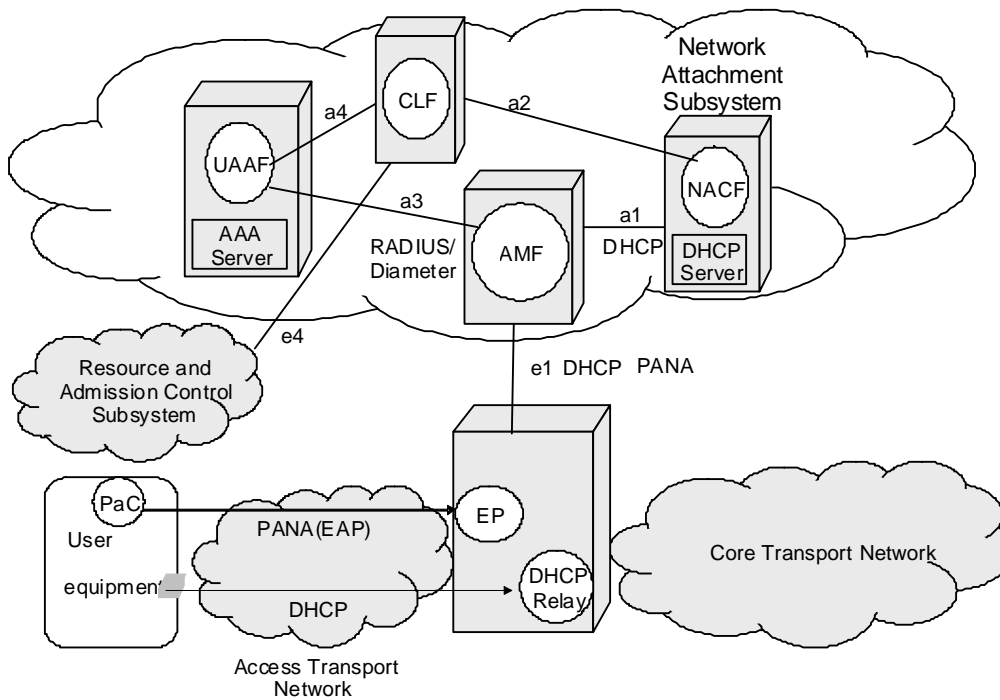 Network
Attachment
Subsystem
CLF
a4
a2
UAAF
NACF
a3
a1
AAA
Server
RADIUS/
Diameter
AMF
DHCP
DHCP
Server
e4
e1 DHCP PANA
Resource and
Admission Control
Subsystem
PaC
User
equipment
PANA(EAP)
EP
Core Transport Network
DHCP
DHCP
Relay
Access Transport
Network